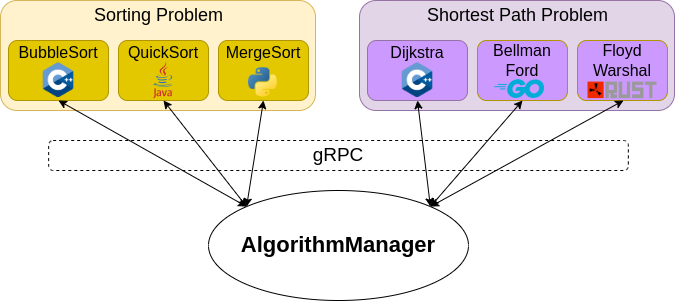 Sorting Problem
Shortest Path Problem
BubbleSort
QuickSort
MergeSort
Dijkstra
Bellman
Ford
Floyd
Warshal
C++
Java
C++
GO
RUST
gRPC
AlgorithmManager